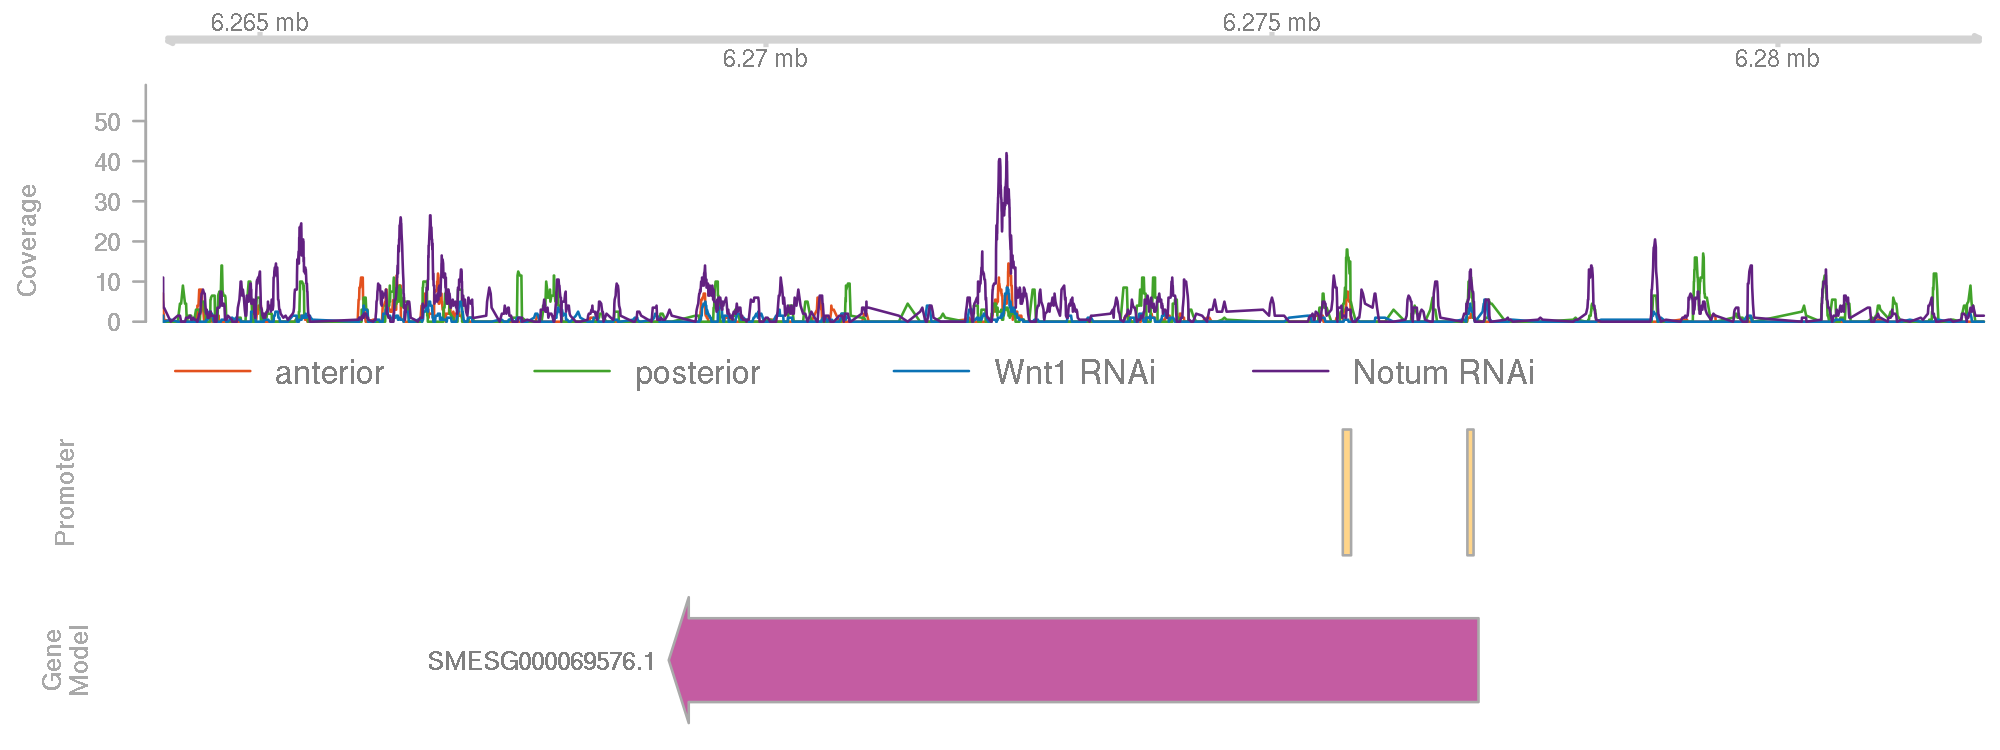 6.265 mb
6.275 mb
6.27 mb
6.28 mb
Coverage
50
40
30
20
10
0
anterior
posterior
Wnt1 RNAi
Notum RNAi
Promoter
Gene
Model
SMESG000069576.1